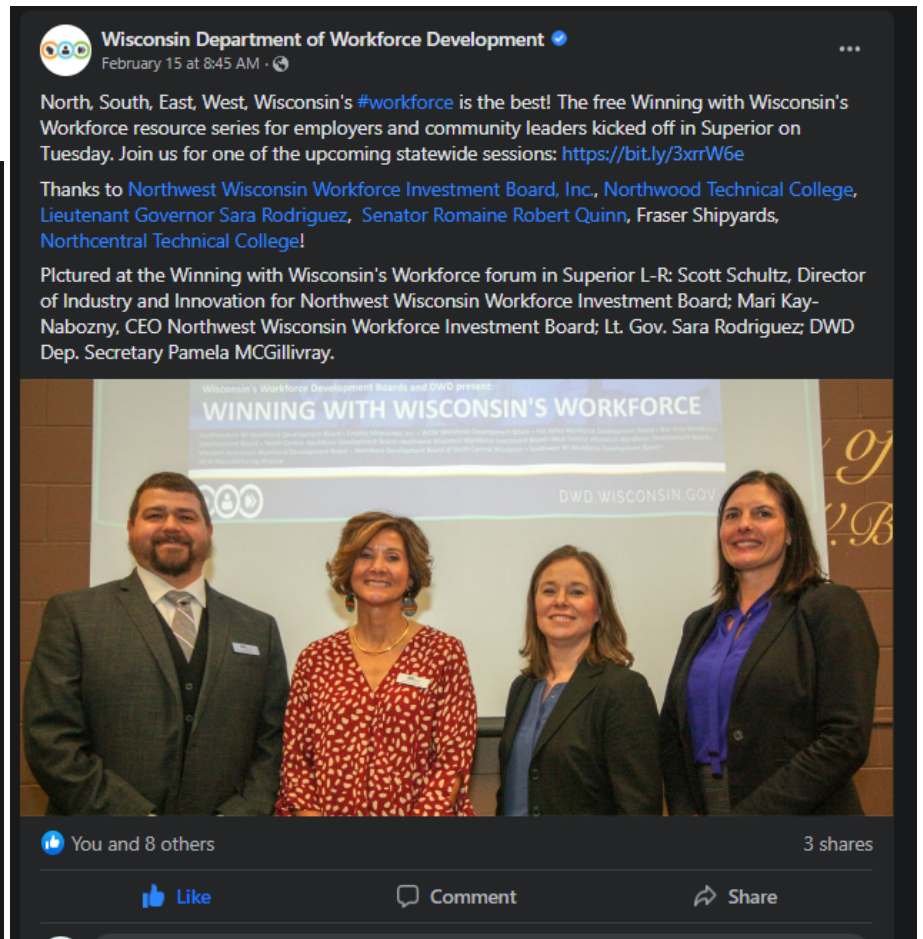 Wisconsin Department of Workforce Development
February 15 at 8:45 AM ·
North, South, East, West, Wisconsin's #workforce is the best! The free Winning with Wisconsin's
Workforce resource series for employers and community leaders kicked off in Superior on
Tuesday. Join us for one of the upcoming statewide sessions: https://bit.ly/3xrrW6e
Thanks to Northwest Wisconsin Workforce Investment Board, Inc., Northwood Technical College,
Lieutenant Governor Sara Rodriguez, Senator Romaine Robert Quinn, Fraser Shipyards,
Northcentral Technical College!
PIctured at the Winning with Wisconsin's Workforce forum in Superior L-R: Scott Schultz, Director
of Industry and Innovation for Northwest Wisconsin Workforce Investment Board; Mari Kay-
Nabozny, CEO Northwest Wisconsin Workforce Investment Board; Lt. Gov. Sara Rodriguez; DWD
Dep. Secretary Pamela MCGillivray.
Wisconsin's Workforce Development Boards and DWD present:
WINNING WITH WISCONSIN'S WORKFORCE
DWD.WISCONSIN.GOV
You and 8 others
3 shares
Like
Comment
Share